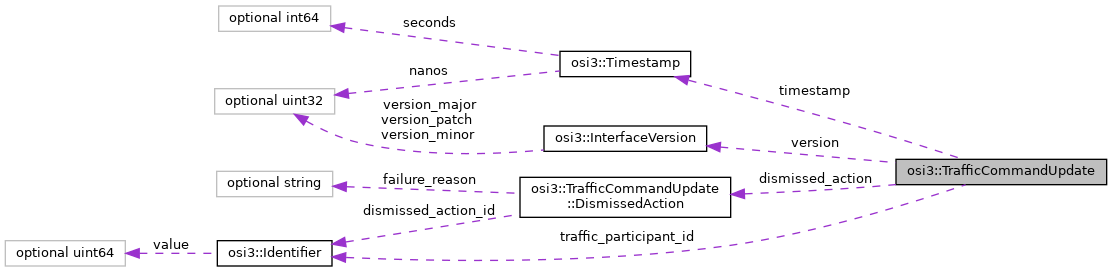 optional int64
seconds
osi3::Timestamp
nanos
timestamp
optional uint32
version_major
version_patch
version_minor
osi3::InterfaceVersion
version
osi3::TrafficCommandUpdate
optional string
failure_reason
osi3::TrafficCommandUpdate
::DismissedAction
dismissed_action
dismissed_action_id
traffic_participant_id
optional uint64
value
osi3::Identifier